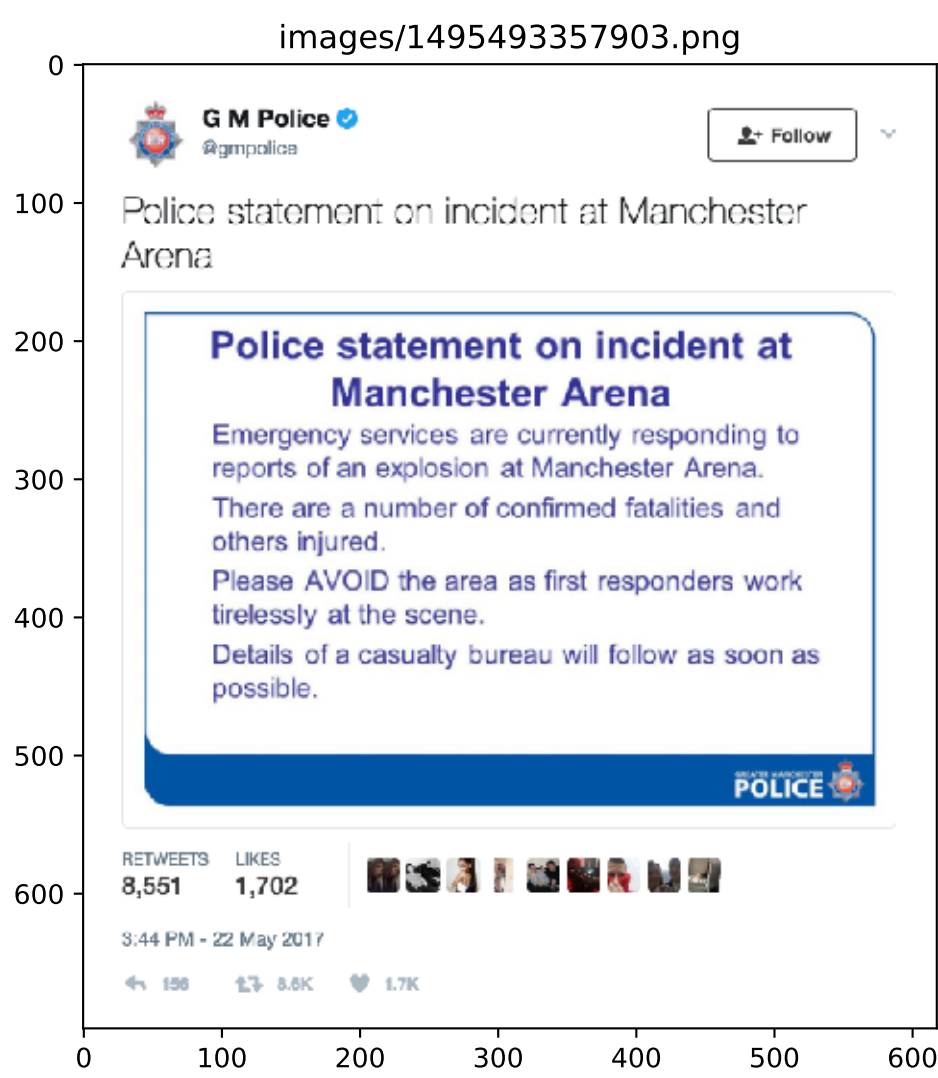 images/1495493357903.png
0
G M Police
@gmpolice
Follow
100
Police statement on incident at Manchester
Arena
200
Police statement on incident at
Manchester Arena
Emergency services are currently responding to
300
reports of an explosion at Manchester Arena.
There are a number of confirmed fatalities and
others injured.
Please AVOID the area as first responders work
400
tirelessly at the scene.
Details of a casualty bureau will follow as soon as
possible.
500
GREATER MANCHESTER
POLICE
RETWEETS LIKES
8,551 1,702
600
3:44 PM - 22 May 2017
1.7K
0 100 200 300 400 500 600